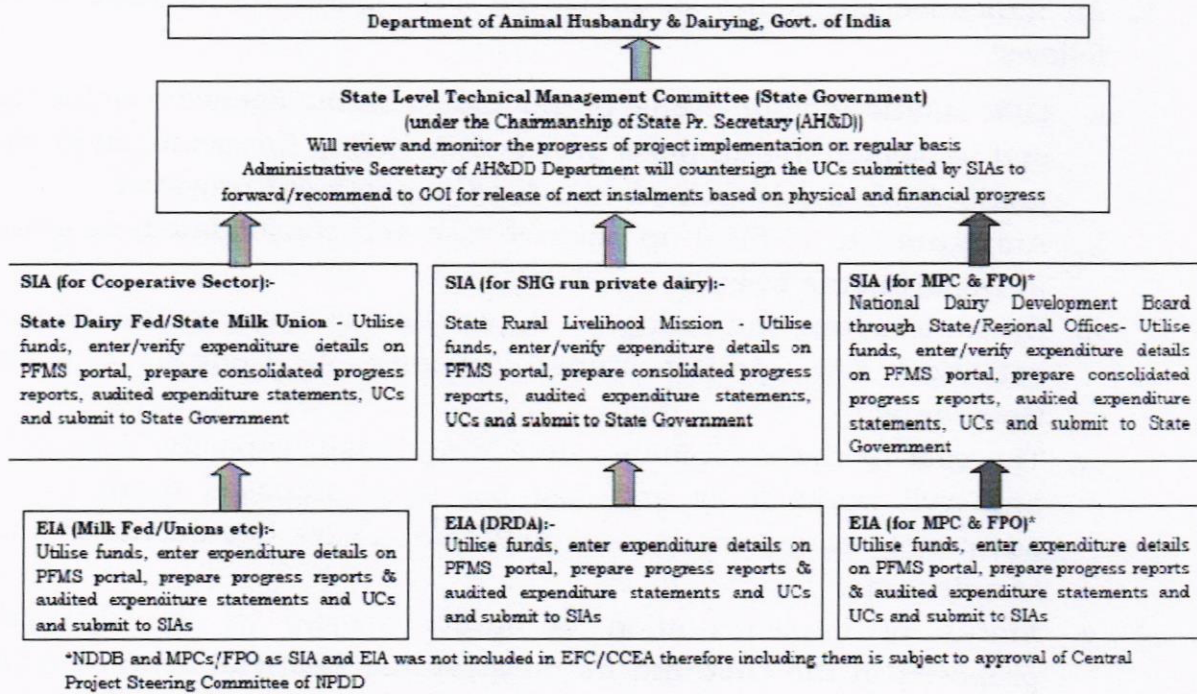 Department of Animal Husbandry & Dairying, Govt. of India
State Level Technical Management Committee (State Government)
(under the Chairmanship of State Pr. Secretary (AH&D))
Will review and monitor the progress of project implementation on regular basis
Administrative Secretary of AH&DD Department will countersign the UCs submitted by SIAs to
forward/recommend to GOI for release of next instalments based on physical and financial progress
SIA (for Cooperative Sector):-
State Dairy Fed/State Milk Union - Utilise
funds, enter/verify expenditure details on
PFMS portal, prepare consolidated progress
reports, audited expenditure statements, UCs
and submit to State Government
SIA (for SHG run private dairy):-
State Rural Livelihood Mission - Utilise
funds, enter/verify expenditure details on
PFMS portal, prepare consolidated progress
reports, audited expenditure statements,
UCs and submit to State Government
SIA (for MPC & FPO)*
National Dairy Development Board
through State/Regional Offices- Utilise
funds, enter/verify expenditure details
on PFMS portal, prepare consolidated
progress reports, audited expenditure
statements, UCs and submit to State
Government
EIA (Milk Fed/Unions etc):-
Utilise funds, enter expenditure details on
PFMS portal, prepare progress reports &
audited expenditure statements and UCs
and submit to SIAs
EIA (DRDA):-
Utilise funds, enter expenditure details on
PFMS portal, prepare progress reports &
audited expenditure statements and UCs
and submit to SIAs
EIA (for MPC & FPO)*
Utilise funds, enter expenditure details
on PFMS portal, prepare progress reports
& audited expenditure statements and
UCs and submit to SIAs
*NDDB and MPCs/FPO as SIA and EIA was not included in EFC/CCEA therefore including them is subject to approval of Central
Project Steering Committee of NPDD